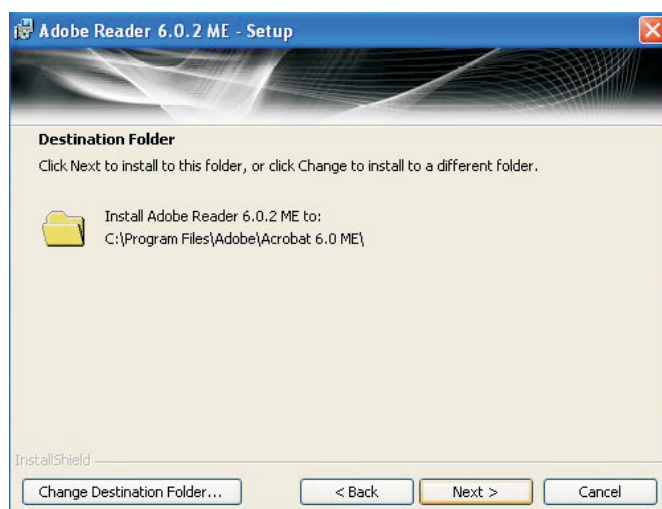 Adobe Reader 6.0.2 ME - Setup
Destination Folder
Click Next to install to this folder, or click Change to install to a different folder.
Install Adobe Reader 6.0.2 ME to:
C:\Program Files\Adobe\Acrobat 6.0 ME\
InstallShield
Change Destination Folder... < Back Next > Cancel